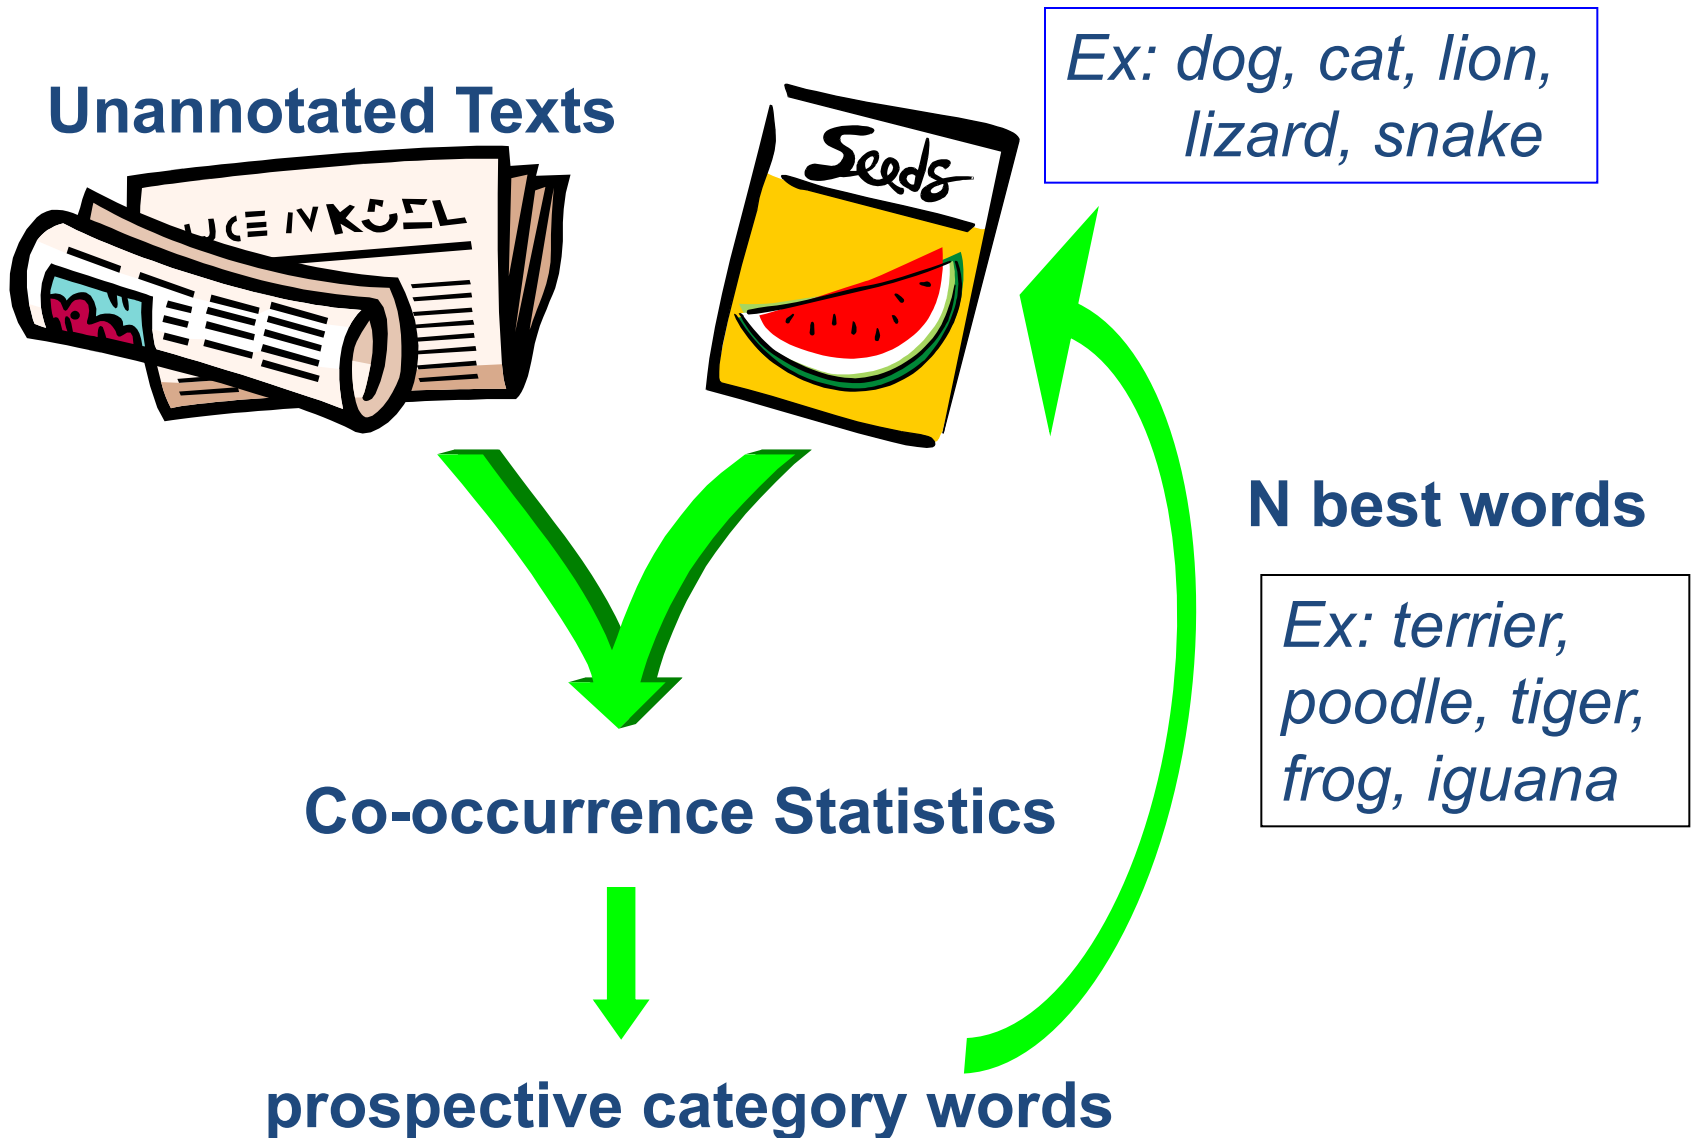 Unannotated Texts
Seeds
Ex: dog, cat, lion,
lizard, snake
N best words
Ex: terrier,
poodle, tiger,
frog, iguana
Co-occurrence Statistics
prospective category words